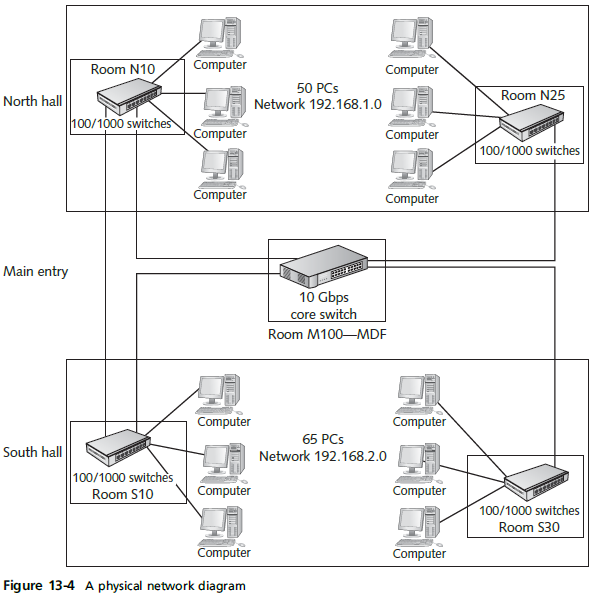 Room N10
Computer
Computer
50 PCs
Network 192.168.1.0
Room N25
North hall
100/1000 switches
Computer
Computer
100/1000 switches
Computer
Computer
Main entry
10 Gbps
core switch
Room M100—MDF
Computer
Computer
65 PCs
Network 192.168.2.0
South hall
100/1000 switches
Room S10
Computer
Computer
100/1000 switches
Room S30
Computer
Computer
Figure 13-4 A physical network diagram